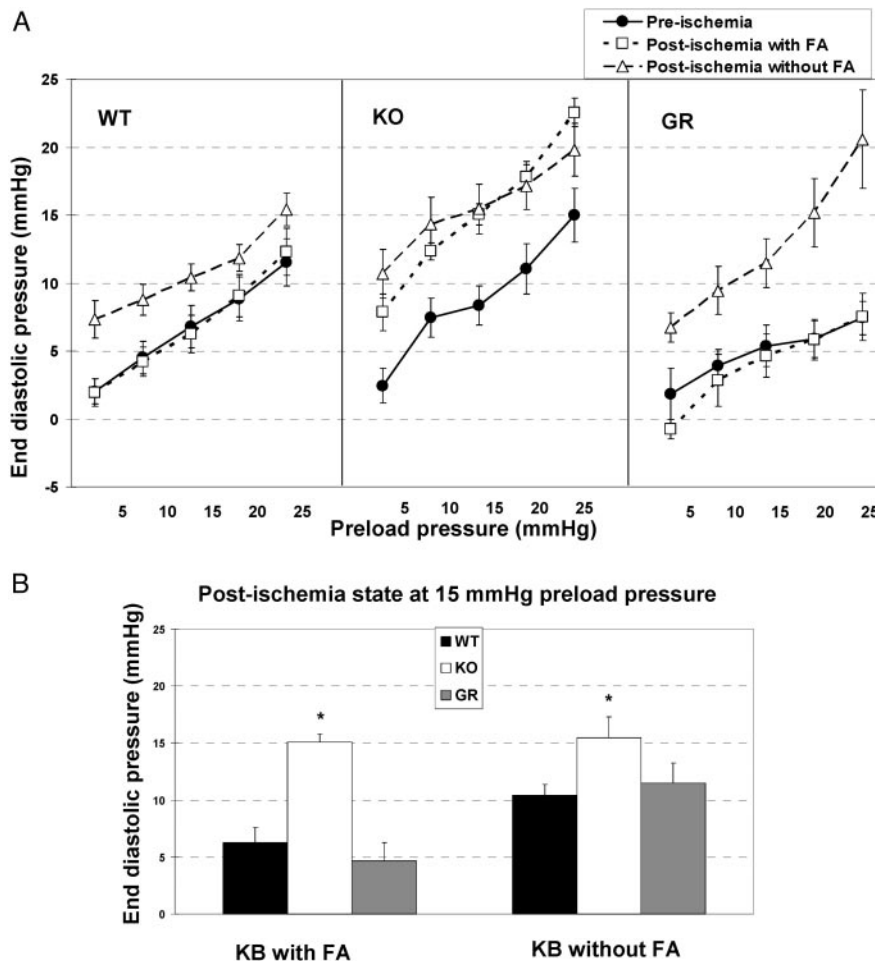 A
Pre-ischemia
Post-ischemia with FA
Post-ischemia without FA
25
20
15
10
5
0
-5
End diastolic pressure (mmHg)
WT
KO
GR
5 10 15 20 25
5 10 15 20 25
5 10 15 20 25
Preload pressure (mmHg)
B
Post-ischemia state at 15 mmHg preload pressure
25
20
15
10
5
0
End diastolic pressure (mmHg)
WT
KO
GR
*
*
KB with FA
KB without FA